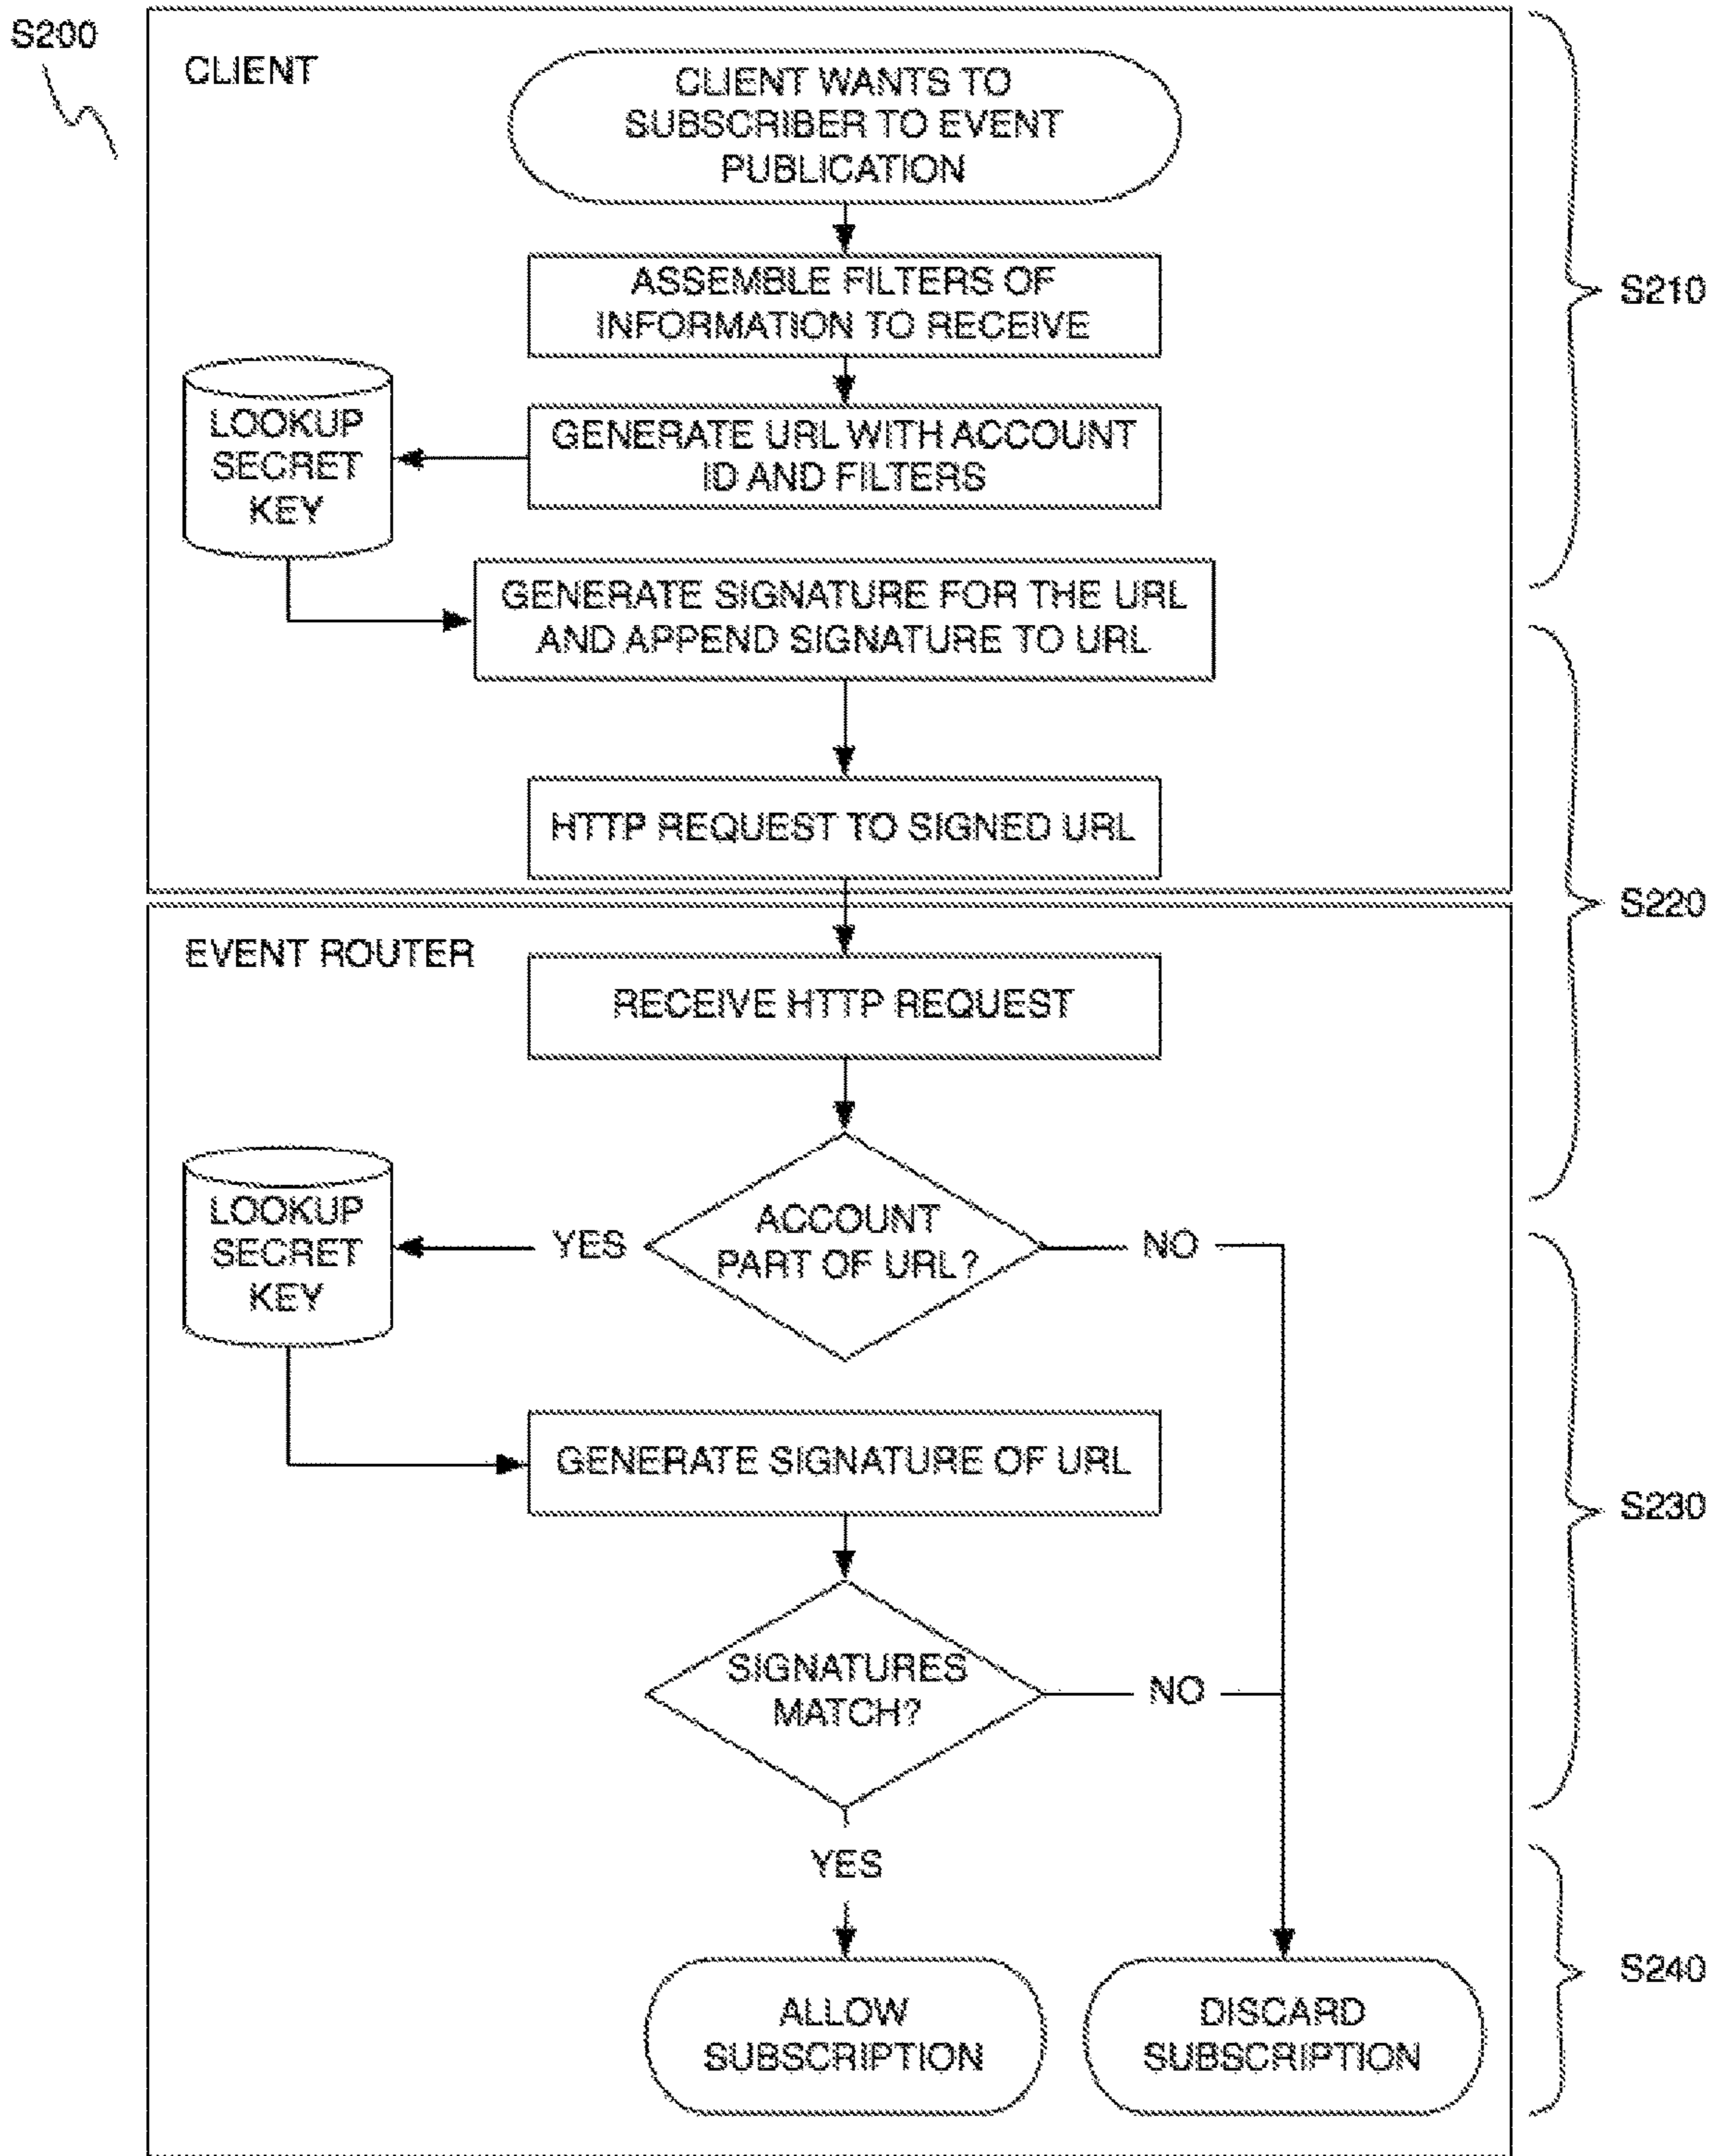 S200
CLIENT
CLIENT WANTS TO
SUBSCRIBER TO EVENT
PUBLICATION
ASSEMBLE FILTERS OF
INFORMATION TO RECEIVE
S210
LOOKUP
SECRET
KEY
GENERATE URL WITH ACCOUNT
ID AND FILTERS
GENERATE SIGNATURE FOR THE URL
AND APPEND SIGNATURE TO URL
HTTP REQUEST TO SIGNED URL
S220
EVENT ROUTER
RECEIVE HTTP REQUEST
LOOKUP
SECRET
KEY
YES
ACCOUNT
PART OF URL?
NO
GENERATE SIGNATURE OF URL
S230
SIGNATURES
MATCH?
NO
YES
S240
ALLOW
SUBSCRIPTION
DISCARD
SUBSCRIPTION